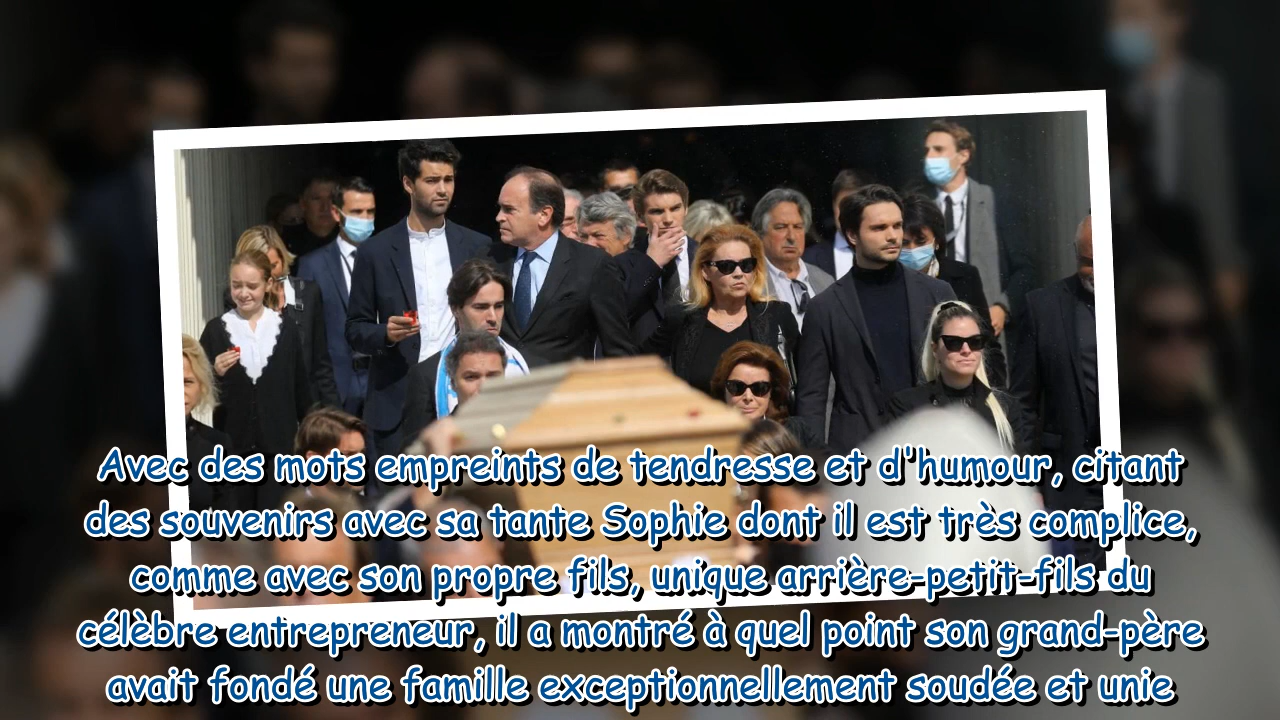 Avec des mots empreints de tendresse et d'humour, citant
des souvenirs avec sa tante Sophie dont il est très complice,
comme avec son propre fils, unique arrière-petit-fils du
célèbre entrepreneur, il a montré à quel point son grand-père
avait fondé une famille exceptionnellement soudée et unie